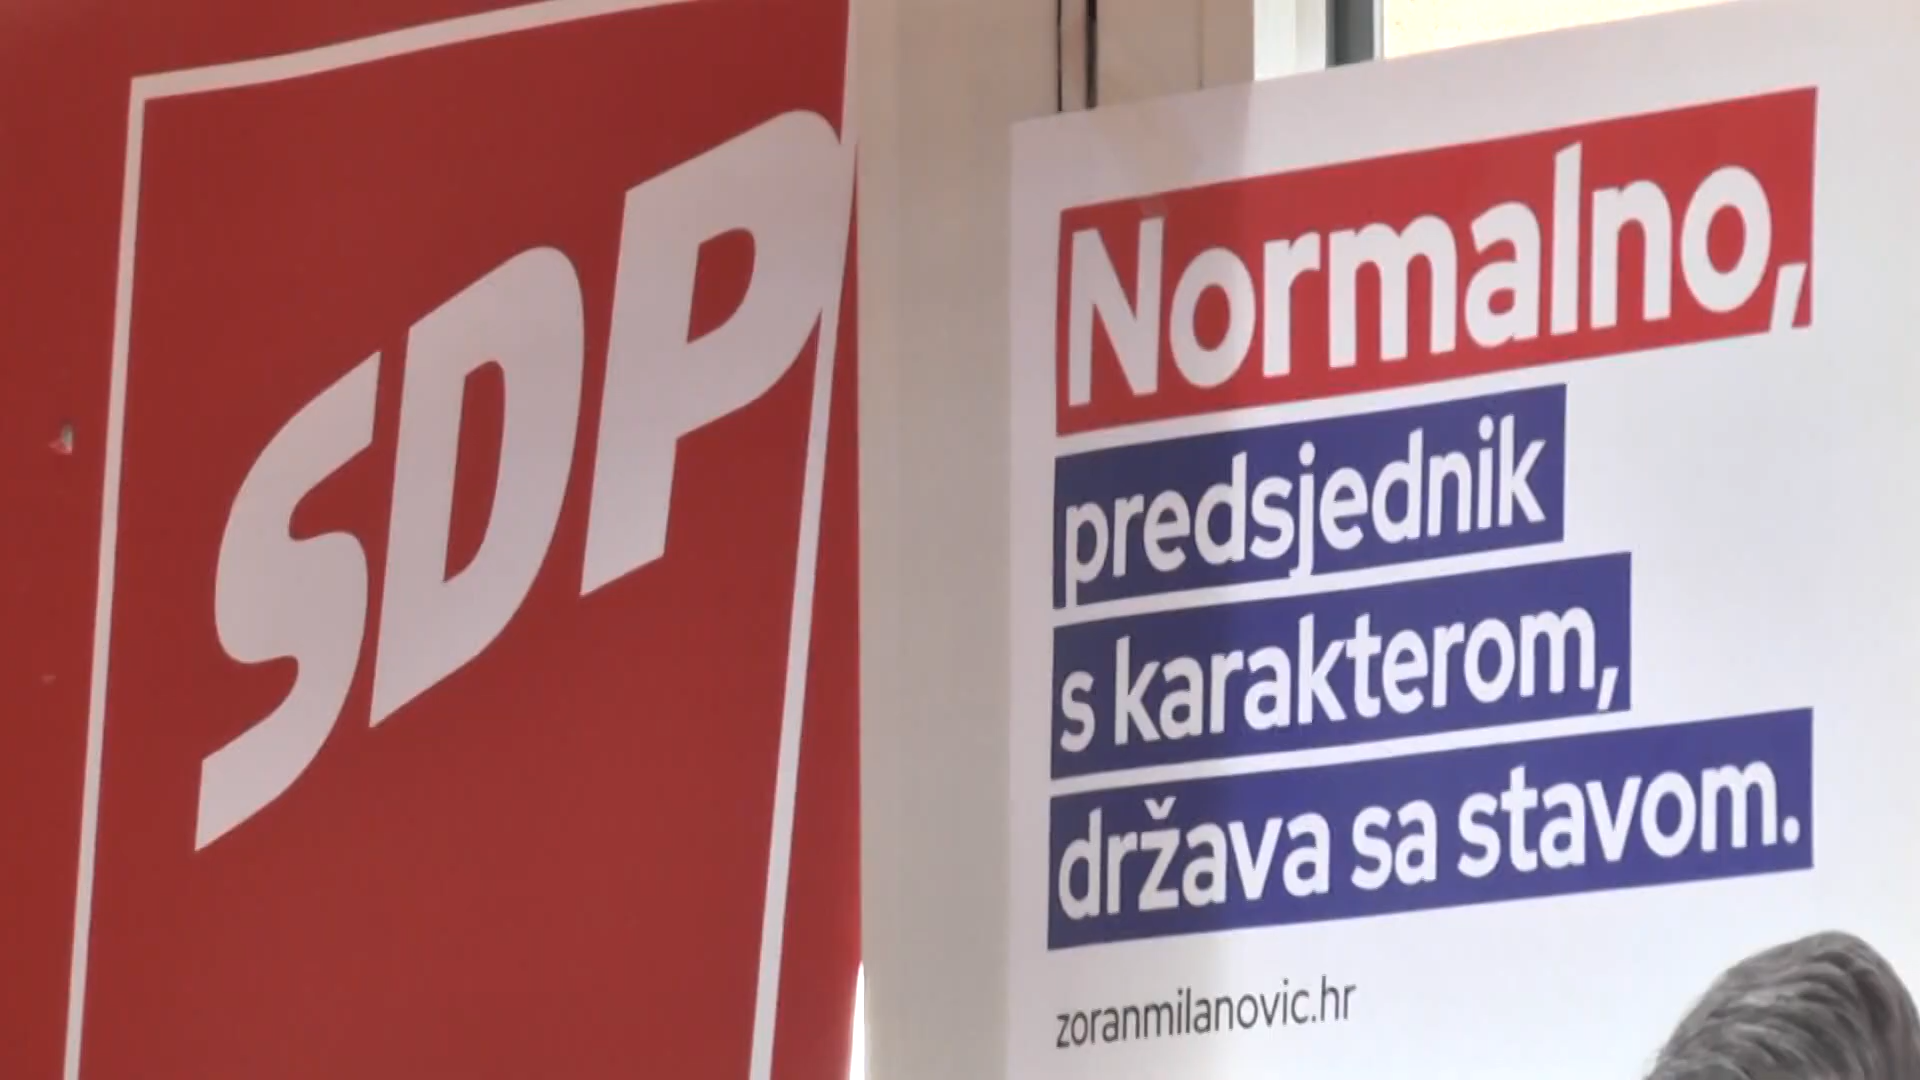 SDP
Normalno,
predsjednik
s karakterom,
država sa stavom.
zoranmilanovic.hr